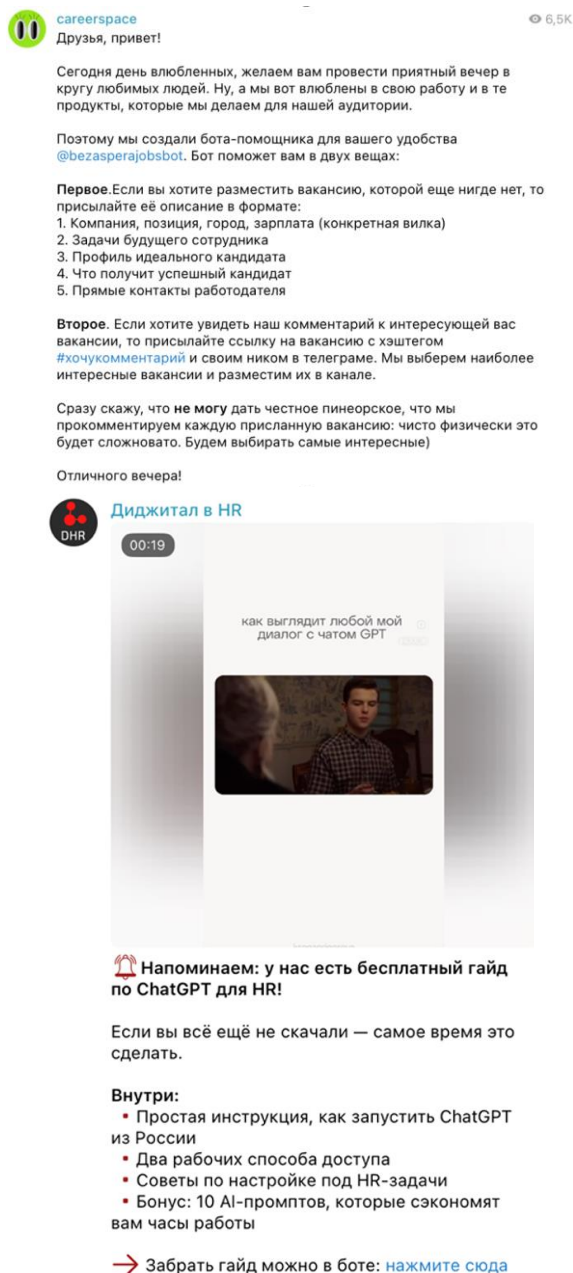 careerspace
6,5K
Друзья, привет!
Сегодня день влюбленных, желаем вам провести приятный вечер в
кругу любимых людей. Ну, а мы вот влюблены в свою работу и в те
продукты, которые мы делаем для нашей аудитории.
Поэтому мы создали бота-помощника для вашего удобства
@bezasperajobsbot. Бот поможет вам в двух вещах:
Первое.Если вы хотите разместить вакансию, которой еще нигде нет, то
присылайте её описание в формате:
1. Компания, позиция, город, зарплата (конкретная вилка)
2. Задачи будущего сотрудника
3. Профиль идеального кандидата
4. Что получит успешный кандидат
5. Прямые контакты работодателя
Второе. Если хотите увидеть наш комментарий к интересующей вас
вакансии, то присылайте ссылку на вакансию с хэштегом
#хочукомментарий и своим ником в телеграме. Мы выберем наиболее
интересные вакансии и разместим их в канале.
Сразу скажу, что не могу дать честное пинеорское, что мы
прокомментируем каждую присланную вакансию: чисто физически это
будет сложновато. Будем выбирать самые интересные)
Отличного вечера!
DHR
Диджитал в HR
00:19
как выглядит любой мой
диалог с чатом GPT
Напоминаем: у нас есть бесплатный гайд
по ChatGPT для HR!
Если вы всё ещё не скачали — самое время это
сделать.
Внутри:
• Простая инструкция, как запустить ChatGPT
из России
• Два рабочих способа доступа
• Советы по настройке под HR-задачи
• Бонус: 10 AI-промптов, которые сэкономят
вам часы работы
→ Забрать гайд можно в боте: нажмите сюда